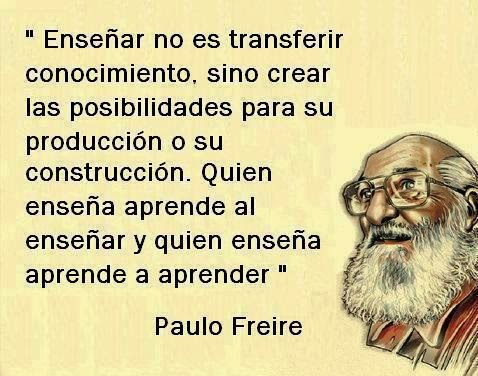 " Enseñar no es transferir
conocimiento, sino crear
las posibilidades para su
producción o su
construcción. Quien
enseña aprende al
enseñar y quien enseña
aprende a aprender "
Paulo Freire